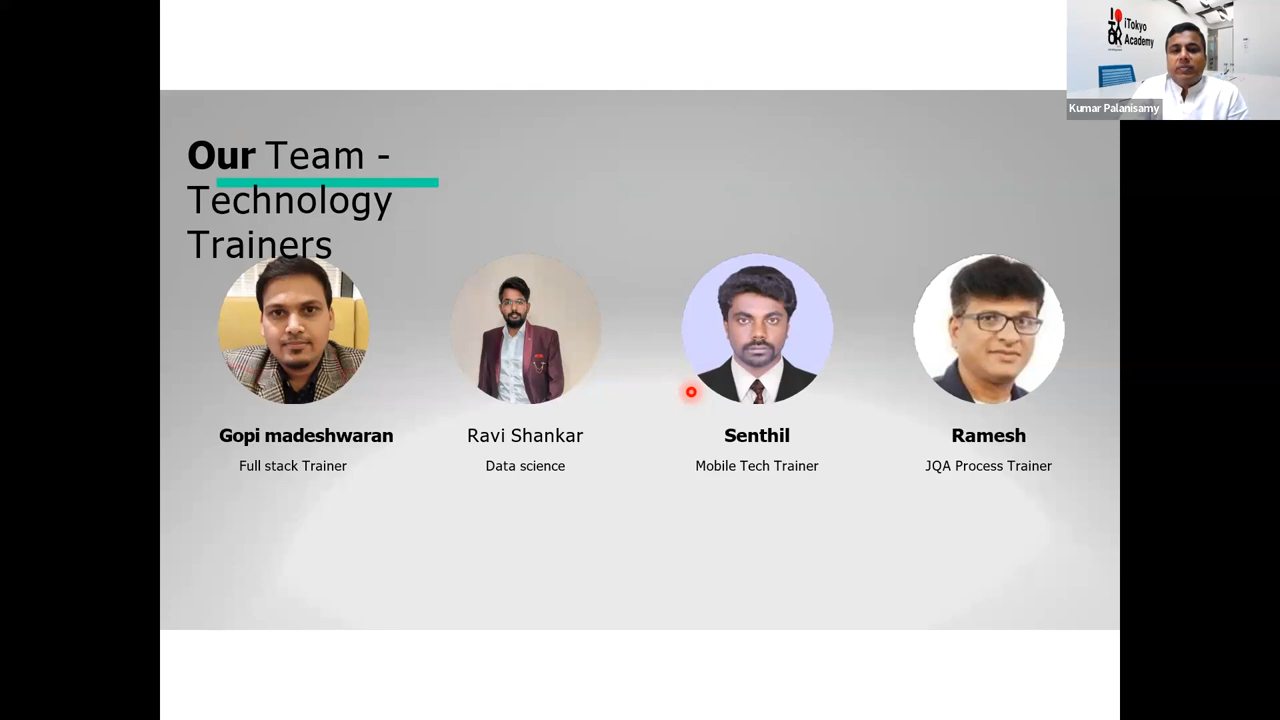 iTokyo
Academy
Kumar Palanisamy
Our Team -
Technology
Trainers
Gopi madeshwaran
Ravi Shankar
Senthil
Ramesh
Full stack Trainer
Data science
Mobile Tech Trainer
JQA Process Trainer